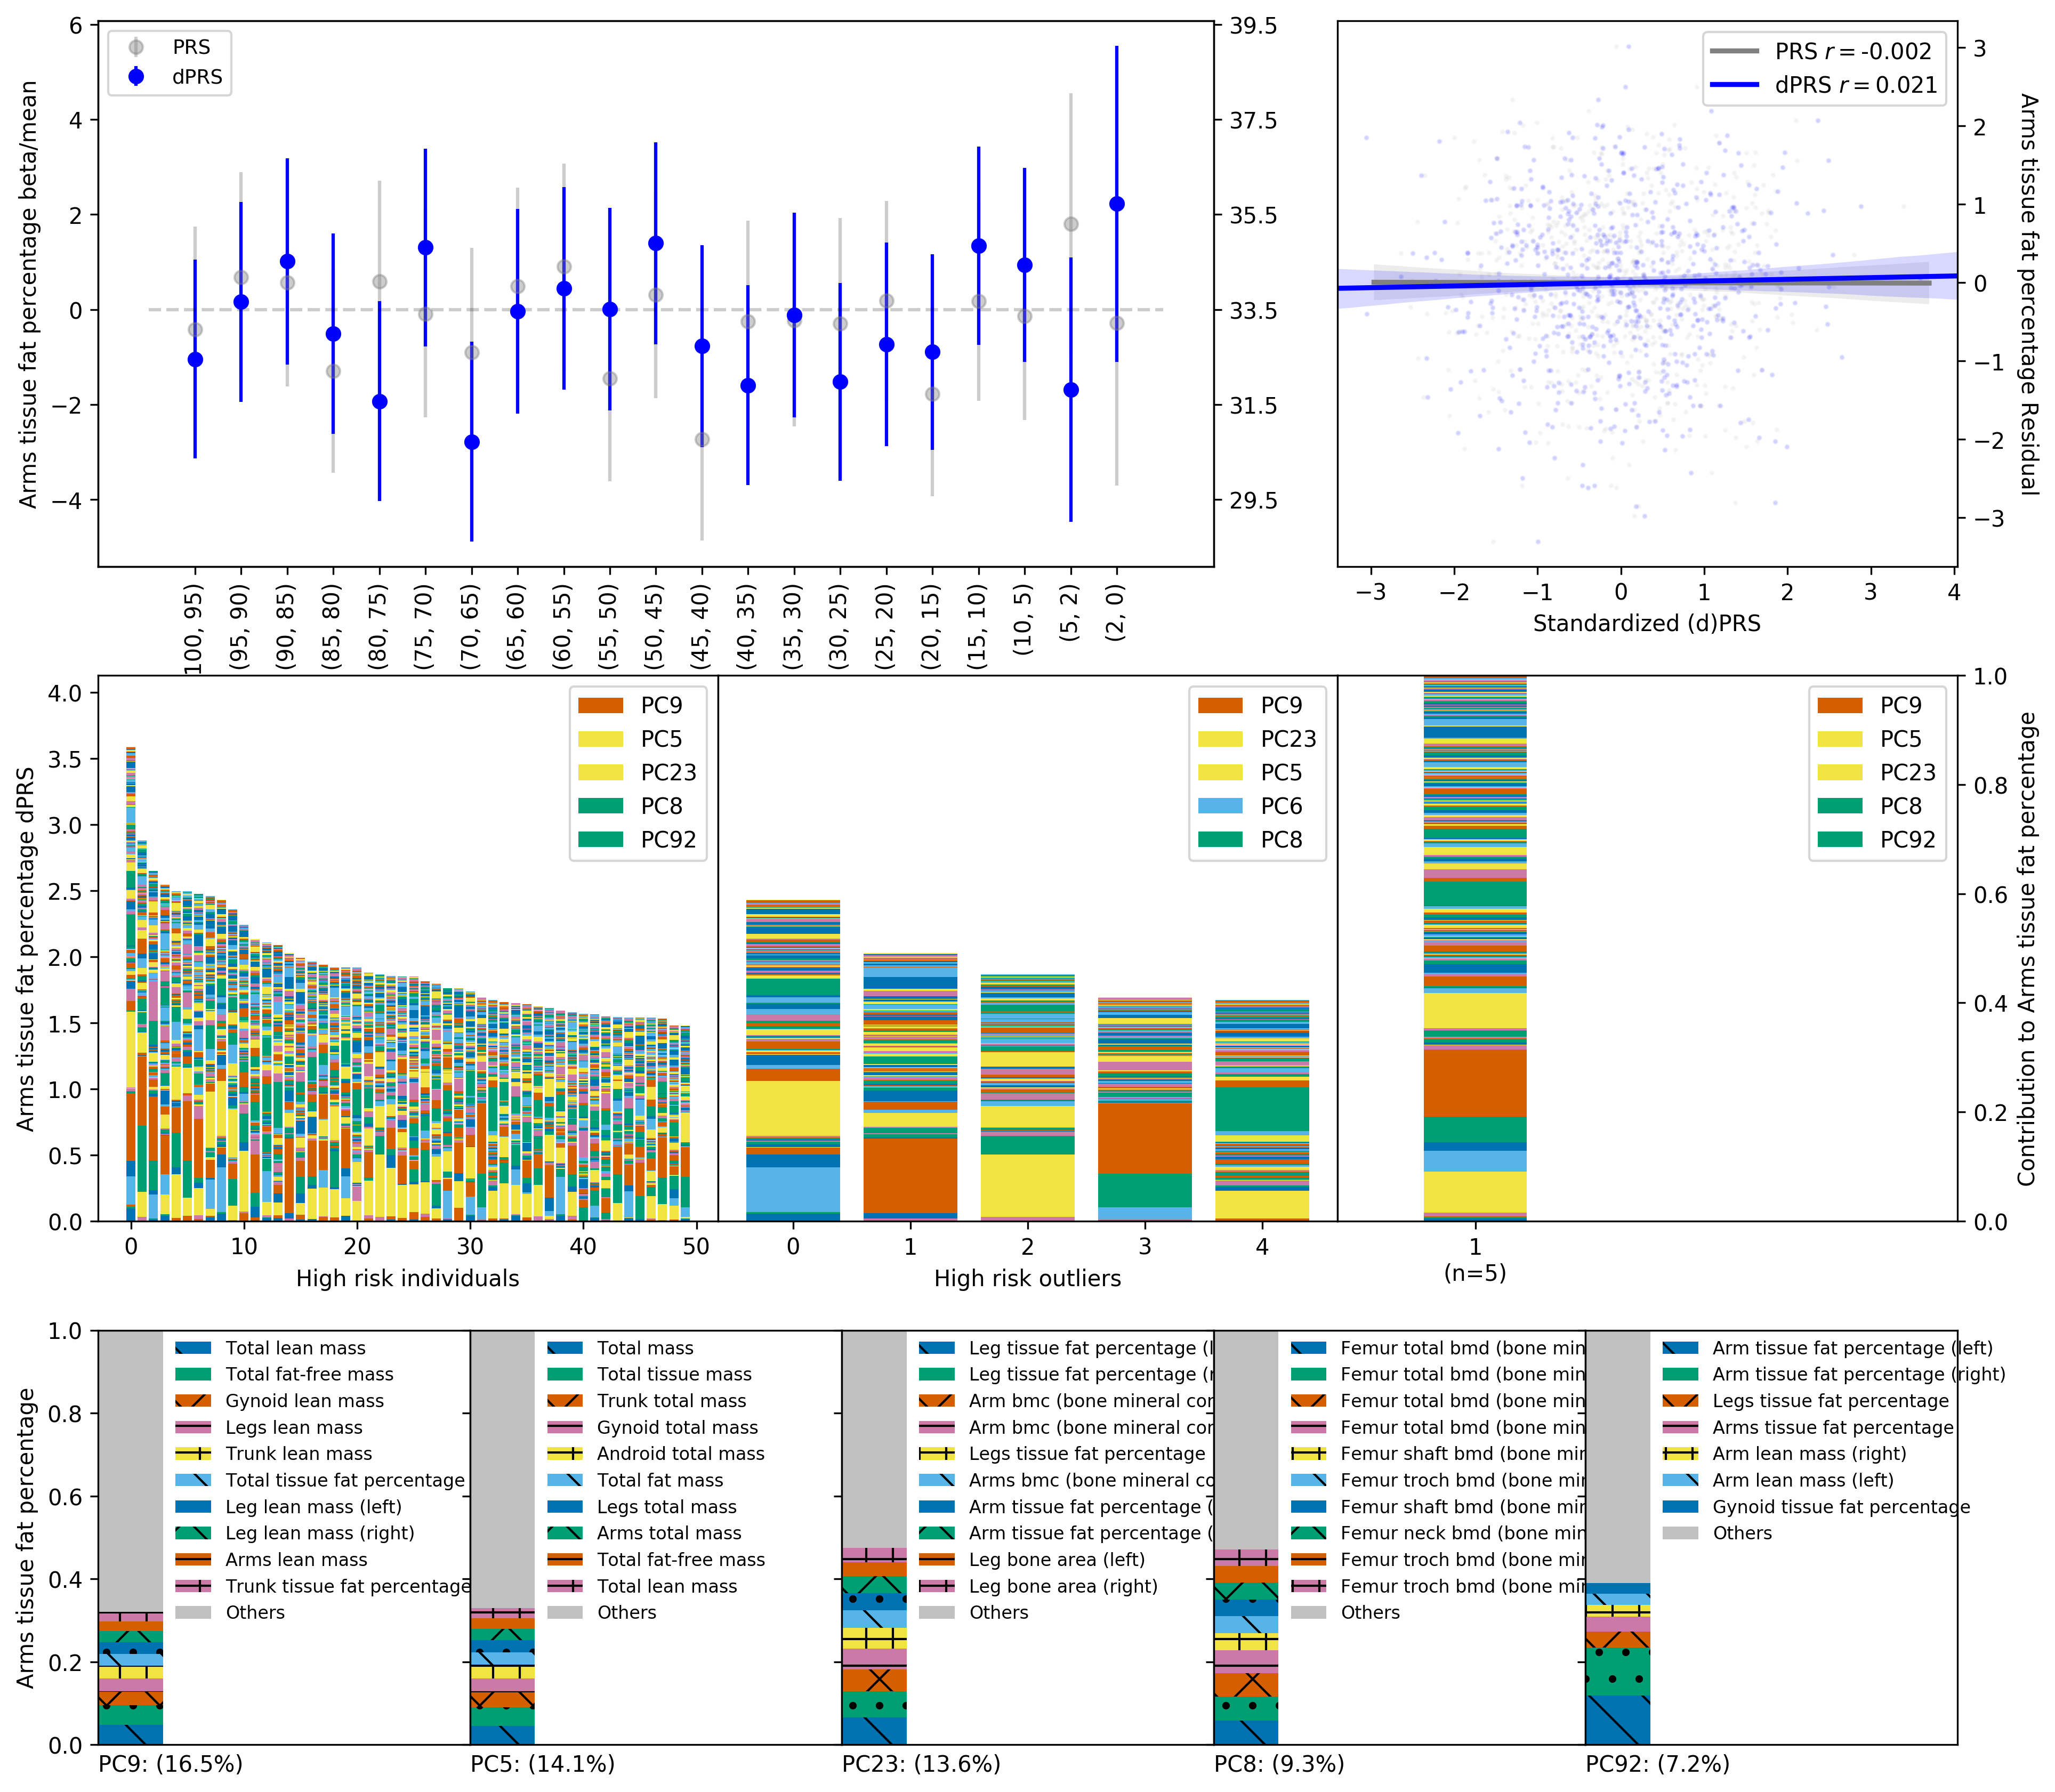 Arms tissue fat percentage beta/mean
6
4
2
0
−2
−4
PRS
dPRS
39.5
37.5
35.5
33.5
31.5
29.5
100, 95)
(95, 90)
(90, 85)
(85, 80)
(80, 75)
(75, 70)
(70, 65)
(65, 60)
(60, 55)
(55, 50)
(50, 45)
(45, 40)
(40, 35)
(35, 30)
(30, 25)
(25, 20)
(20, 15)
(15, 10)
(10, 5)
(5, 2)
(2, 0)
PRS r = -0.002
dPRS r = 0.021
3
2
1
0
−1
−2
−3
Arms tissue fat percentage Residual
−3 −2 −1 0 1 2 3 4
Standardized (d)PRS
Arms tissue fat percentage dPRS
4.0
3.5
3.0
2.5
2.0
1.5
1.0
0.5
0.0
PC9
PC5
PC23
PC8
PC92
0 10 20 30 40 50
High risk individuals
PC9
PC23
PC5
PC6
PC8
0 1 2 3 4
High risk outliers
PC9
PC5
PC23
PC8
PC92
1
(n=5)
1.0
0.8
0.6
0.4
0.2
0.0
Contribution to Arms tissue fat percentage
Arms tissue fat percentage
1.0
0.8
0.6
0.4
0.2
0.0
Total lean mass
Total fat-free mass
Gynoid lean mass
Legs lean mass
Trunk lean mass
Total tissue fat percentage
Leg lean mass (left)
Leg lean mass (right)
Arms lean mass
Trunk tissue fat percentage
Others
PC9: (16.5%)
Total mass
Total tissue mass
Trunk total mass
Gynoid total mass
Android total mass
Total fat mass
Legs total mass
Arms total mass
Total fat-free mass
Total lean mass
Others
PC5: (14.1%)
Leg tissue fat percentage (l
Leg tissue fat percentage (r
Arm bmc (bone mineral cor
Arm bmc (bone mineral cor
Legs tissue fat percentage
Arms bmc (bone mineral co
Arm tissue fat percentage (
Arm tissue fat percentage (
Leg bone area (left)
Leg bone area (right)
Others
PC23: (13.6%)
Femur total bmd (bone min
Femur total bmd (bone min
Femur total bmd (bone min
Femur total bmd (bone min
Femur shaft bmd (bone mir
Femur troch bmd (bone mir
Femur shaft bmd (bone mir
Femur neck bmd (bone min
Femur troch bmd (bone mir
Femur troch bmd (bone mir
Others
PC8: (9.3%)
Arm tissue fat percentage (left)
Arm tissue fat percentage (right)
Legs tissue fat percentage
Arms tissue fat percentage
Arm lean mass (right)
Arm lean mass (left)
Gynoid tissue fat percentage
Others
PC92: (7.2%)